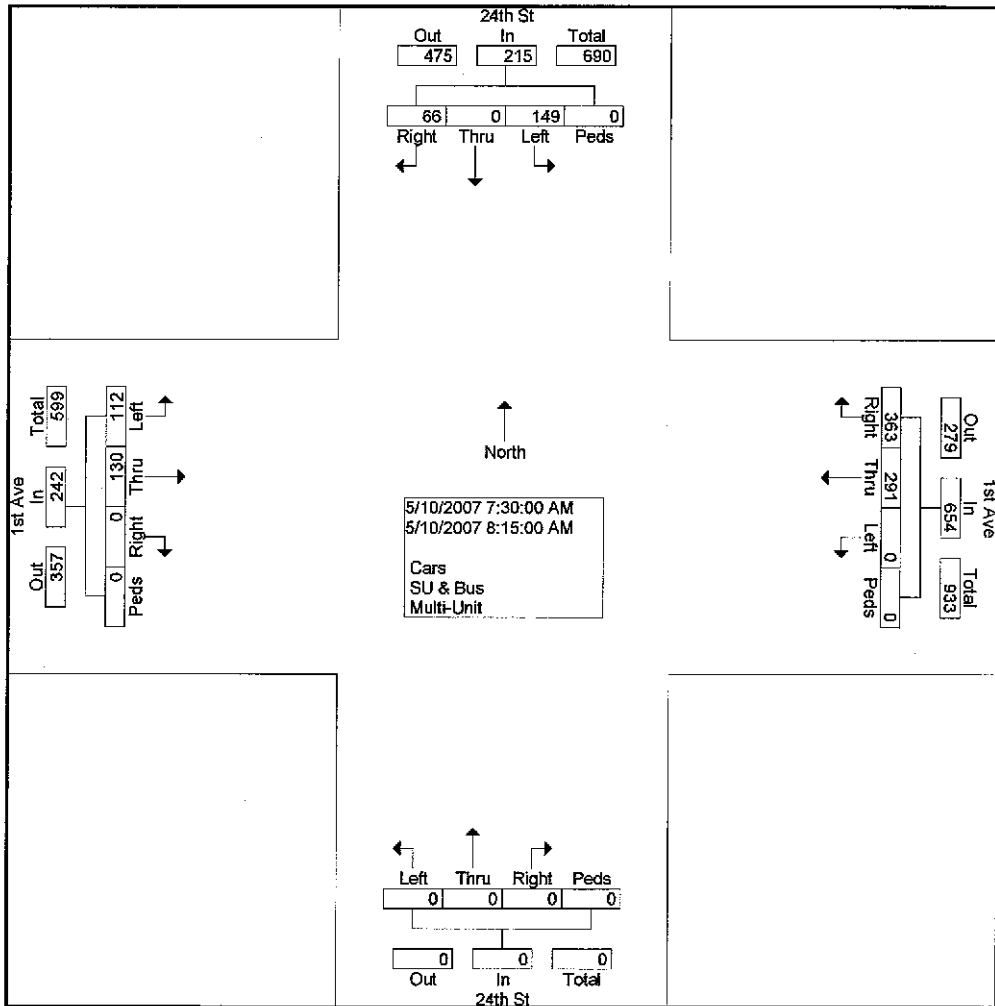 24th St
Out In Total
475 215 690
66 0 149 0
Right Thru Left Peds
North
5/10/2007 7:30:00 AM
5/10/2007 8:15:00 AM
Cars
SU & Bus
Multi-Unit
1st Ave
Total In Out
599 242 357
112 130 0 0
Left Thru Right Peds
1st Ave
Out In Total
279 654 933
363 291 0 0
Right Thru Left Peds
Left Thru Right Peds
0 0 0 0
0 0 0
Out In Total
24th St